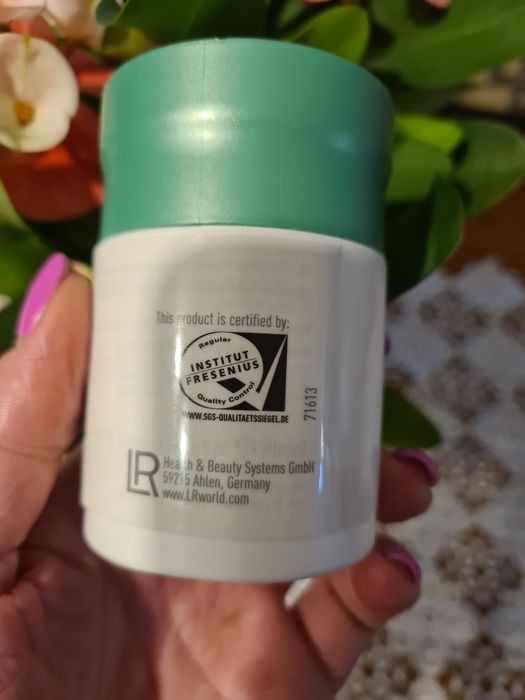 This product is certified by:
Regular
INSTITUT
FRESENIUS
Quality Control
WWW.SGS-QUALITAETSSIEGEL.DE
71613
LR
Health & Beauty Systems GmbH
59215 Ahlen, Germany
www.LRworld.com